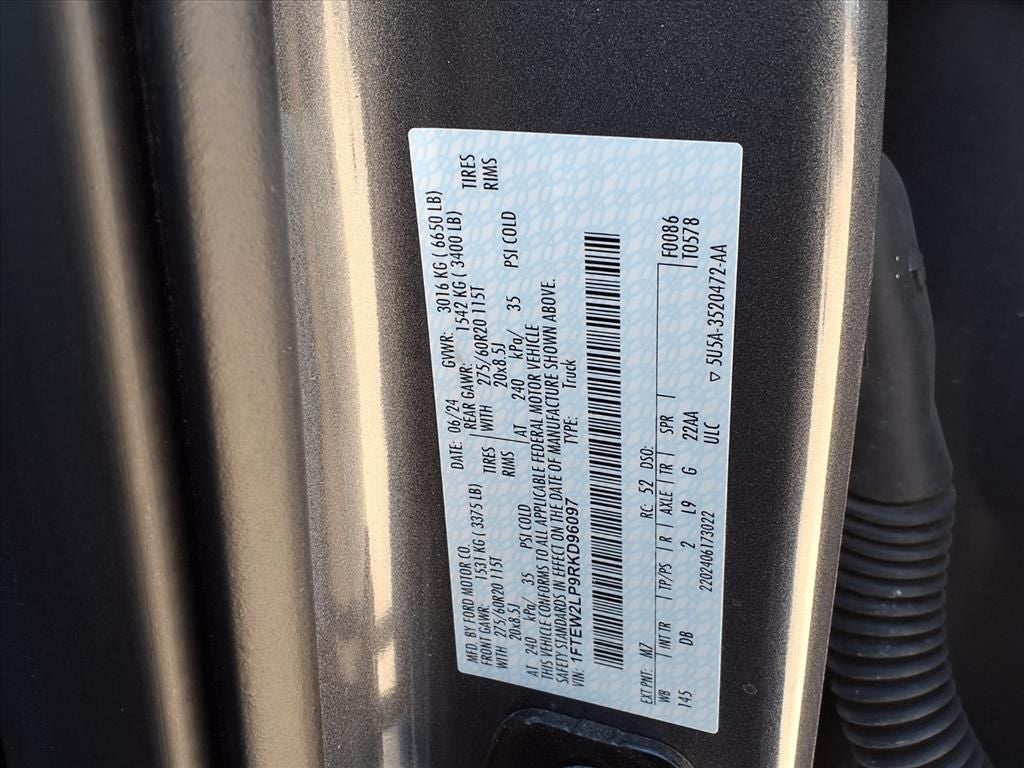 MFD. BY FORD MOTOR CO. DATE: 06/24 GVWR: 3016 KG ( 6650 LB)
FRONT GAWR: 1531 KG ( 3375 LB) REAR GAWR: 1542 KG ( 3400 LB)
WITH 275/60R20 115T TIRES WITH 275/60R20 115T TIRES
20x8.5J RIMS 20x8.5J RIMS
AT 240 kPa/ 35 PSI COLD AT 240 kPa/ 35 PSI COLD
THIS VEHICLE CONFORMS TO ALL APPLICABLE FEDERAL MOTOR VEHICLE
SAFETY STANDARDS IN EFFECT ON THE DATE OF MANUFACTURE SHOWN ABOVE.
VIN: 1FTEW2LP9RKD96097 TYPE: Truck
EXT PNT: M7 RC: 52 DSO: F0086
WB | INT TR | TP/PS | R | AXLE | TR | SPR | T0578
145 DB 2 L9 G 22AA
2202406173022 ULC ▽5U5A-3520472-AA